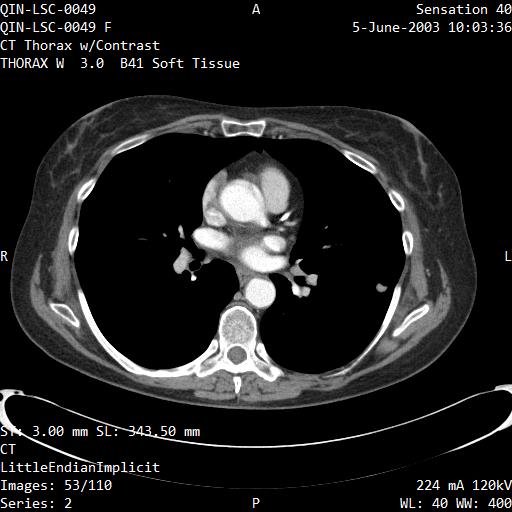 QIN-LSC-0049 A Sensation 40
QIN-LSC-0049 F 5-June-2003 10:03:36
CT Thorax w/Contrast
THORAX W 3.0 B41 Soft Tissue
R L
ST: 3.00 mm SL: 343.50 mm
CT
LittleEndianImplicit
Images: 53/110 224 mA 120kV
Series: 2 P WL: 40 WW: 400